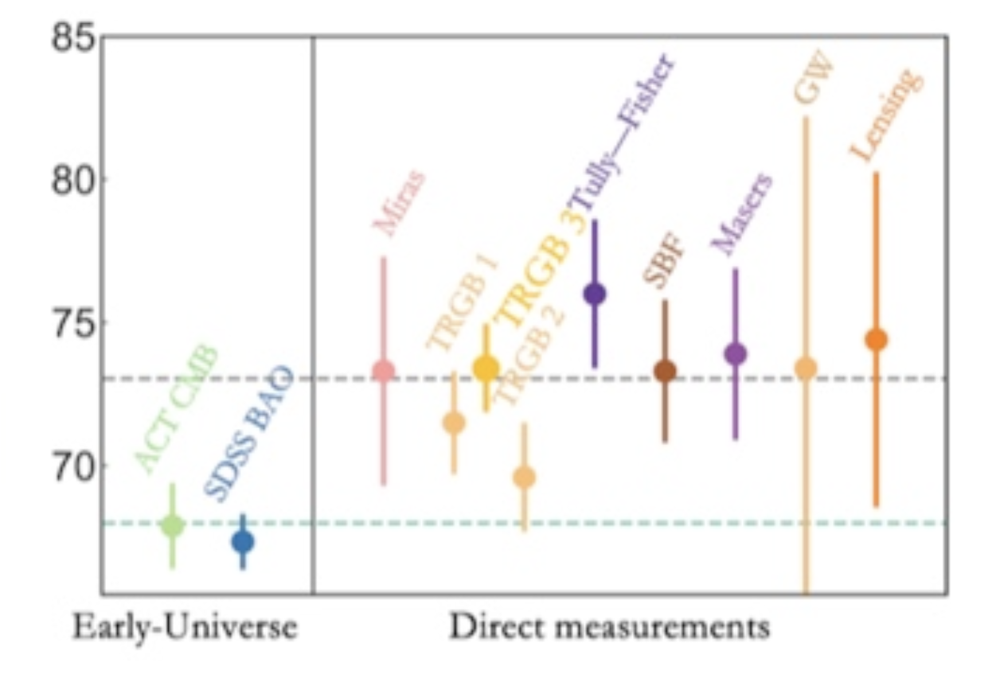 85
80
75
70
ACT CMB
SDSS BAO
Miras
TRGB 1
TRGB 3
TRGB 2
Tully—Fisher
SBF
Masers
GW
Lensing
Early-Universe
Direct measurements